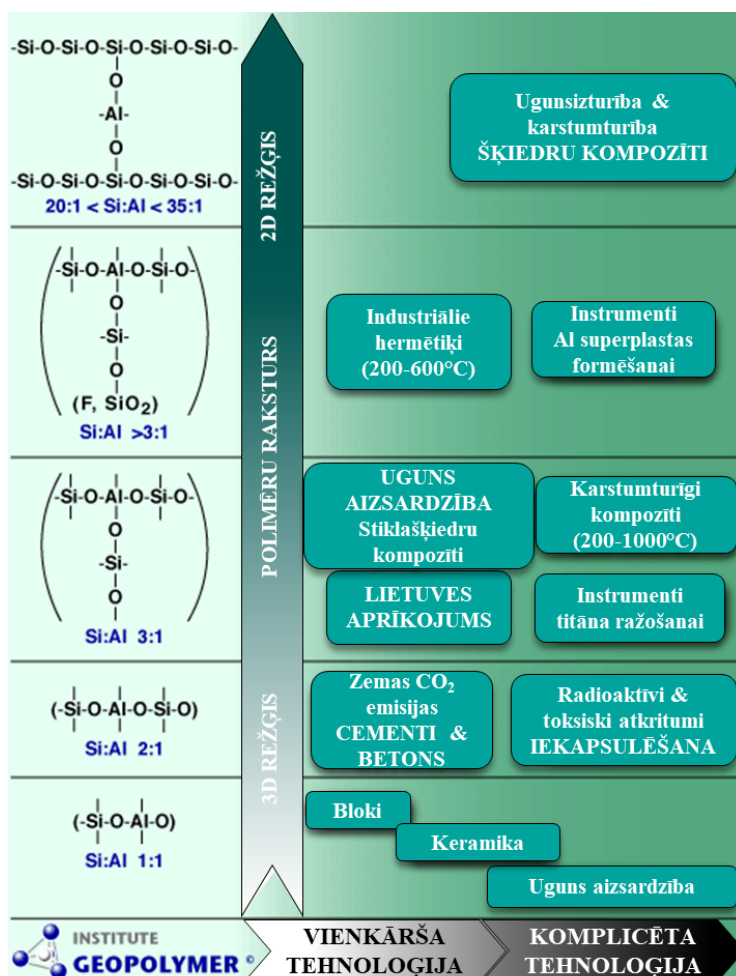 -Si-O-Si-O-Si-O-Si-O-Si-O-
O
-Al-
O
-Si-O-Si-O-Si-O-Si-O-Si-O-
20:1 < Si:Al < 35:1
2D REŽĢIS
Ugunsizturība &
karstumturība
ŠĶIEDRU KOMPOZĪTI
-Si-O-Al-O-Si-O-
O
-Si-
O
(F, SiO₂)
Si:Al >3:1
POLIMĒRU RAKSTURS
Industriālie
hermētiķi
(200-600°C)
Instrumenti
Al superplastas
formēšanai
-Si-O-Al-O-Si-O-
O
-Si-
O
Si:Al 3:1
UGUNS
AIZSARDZĪBA
Stiklašķiedru
kompozīti
Karstumturīgi
kompozīti
(200-1000°C)
LIETUVES
APRĪKOJUMS
Instrumenti
titāna ražošanai
(-Si-O-Al-O-Si-O)
Si:Al 2:1
3D REŽĢIS
Zemas CO₂
emisijas
CEMENTI &
BETONS
Radioaktīvi &
toksiski atkritumi
IEKAPSULĒŠANA
(-Si-O-Al-O)
Si:Al 1:1
Bloki
Keramika
Uguns aizsardzība
INSTITUTE
GEOPOLYMER ©
VIENKĀRŠA
TEHNOLOĢIJA
KOMPLICĒTA
TEHNOLOĢIJA